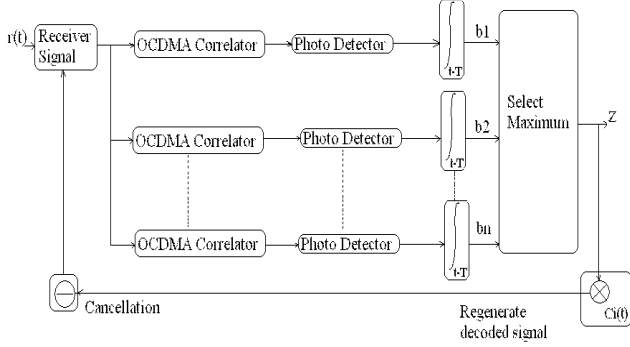 r(t)
Receiver
Signal
OCDMA Correlator
Photo Detector
t-T
b1
OCDMA Correlator
Photo Detector
t-T
b2
OCDMA Correlator
Photo Detector
t-T
bn
Select
Maximum
Z
Cancellation
Regenerate
decoded signal
Ci(t)